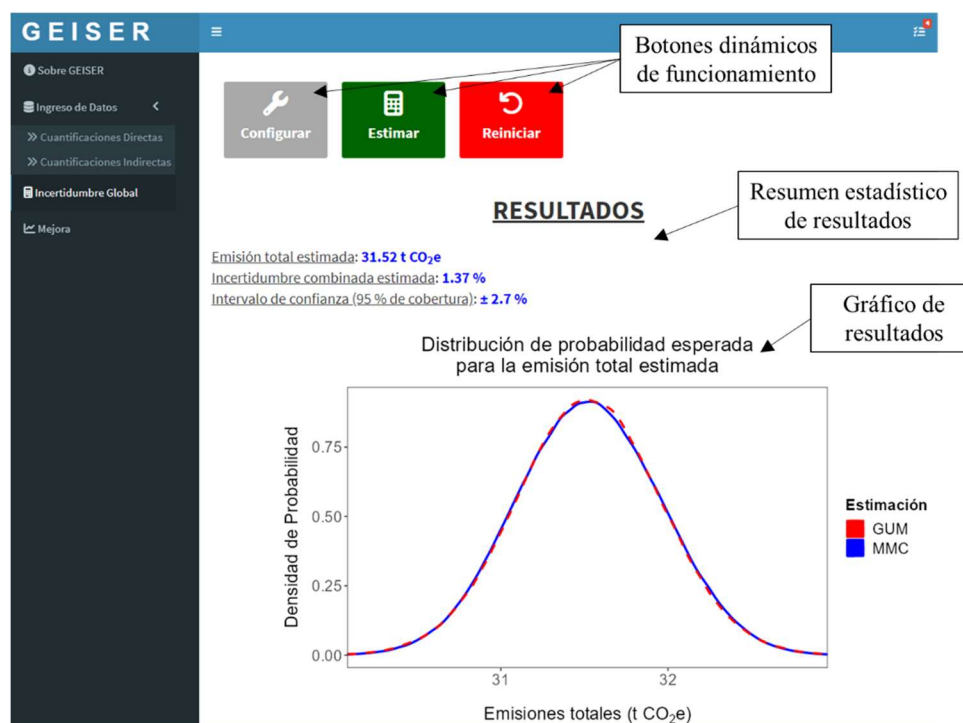 GEISER
4
Sobre GEISER
Ingreso de Datos
Cuantificaciones Directas
Cuantificaciones Indirectas
Incertidumbre Global
Mejora
Botones dinámicos
de funcionamiento
Configurar
Estimar
Reiniciar
RESULTADOS
Resumen estadístico
de resultados
Emisión total estimada: 31.52 t CO₂e
Incertidumbre combinada estimada: 1.37 %
Intervalo de confianza (95 % de cobertura): ± 2.7 %
Gráfico de
resultados
Distribución de probabilidad esperada
para la emisión total estimada
Densidad de Probabilidad
0.75
0.50
0.25
0.00
31
32
Emisiones totales (t CO₂e)
Estimación
GUM
MMC